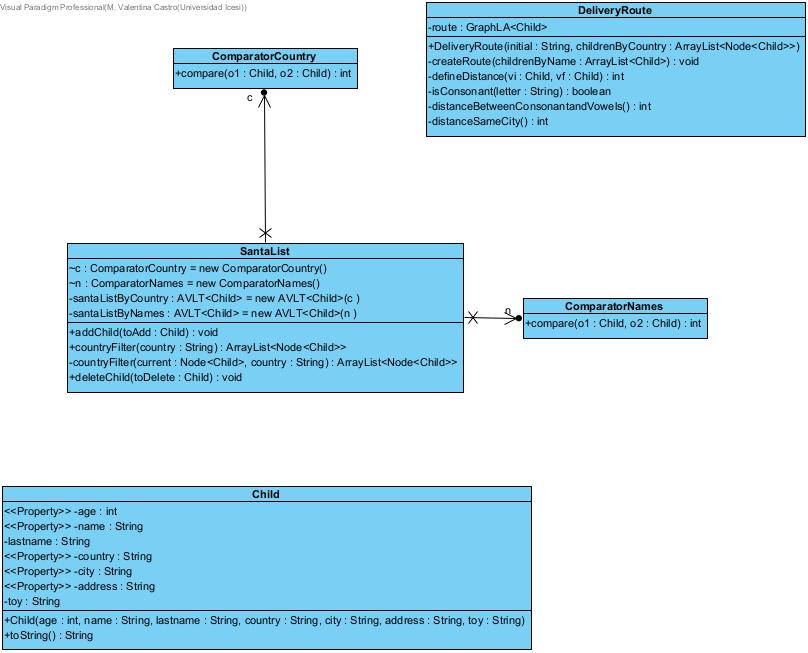 Visual Paradigm Professional(M. Valentina Castro(Universidad Icesi))
DeliveryRoute
-route : GraphLA<Child>
+DeliveryRoute(initial : String, childrenByCountry : ArrayList<Node<Child>>)
-createRoute(childrenByName : ArrayList<Child>) : void
-defineDistance(vi : Child, vf : Child) : int
-isConsonant(letter : String) : boolean
-distanceBetweenConsonantandVowels() : int
-distanceSameCity() : int
ComparatorCountry
+compare(o1 : Child, o2 : Child) : int
c
SantaList
~c : ComparatorCountry = new ComparatorCountry()
~n : ComparatorNames = new ComparatorNames()
-santaListByCountry : AVLT<Child> = new AVLT<Child>(c )
-santaListByNames : AVLT<Child> = new AVLT<Child>(n )
+addChild(toAdd : Child) : void
+countryFilter(country : String) : ArrayList<Node<Child>>
-countryFilter(current : Node<Child>, country : String) : ArrayList<Node<Child>>
+deleteChild(toDelete : Child) : void
n
ComparatorNames
+compare(o1 : Child, o2 : Child) : int
Child
<<Property>> -age : int
<<Property>> -name : String
-lastname : String
<<Property>> -country : String
<<Property>> -city : String
<<Property>> -address : String
-toy : String
+Child(age : int, name : String, lastname : String, country : String, city : String, address : String, toy : String)
+toString() : String